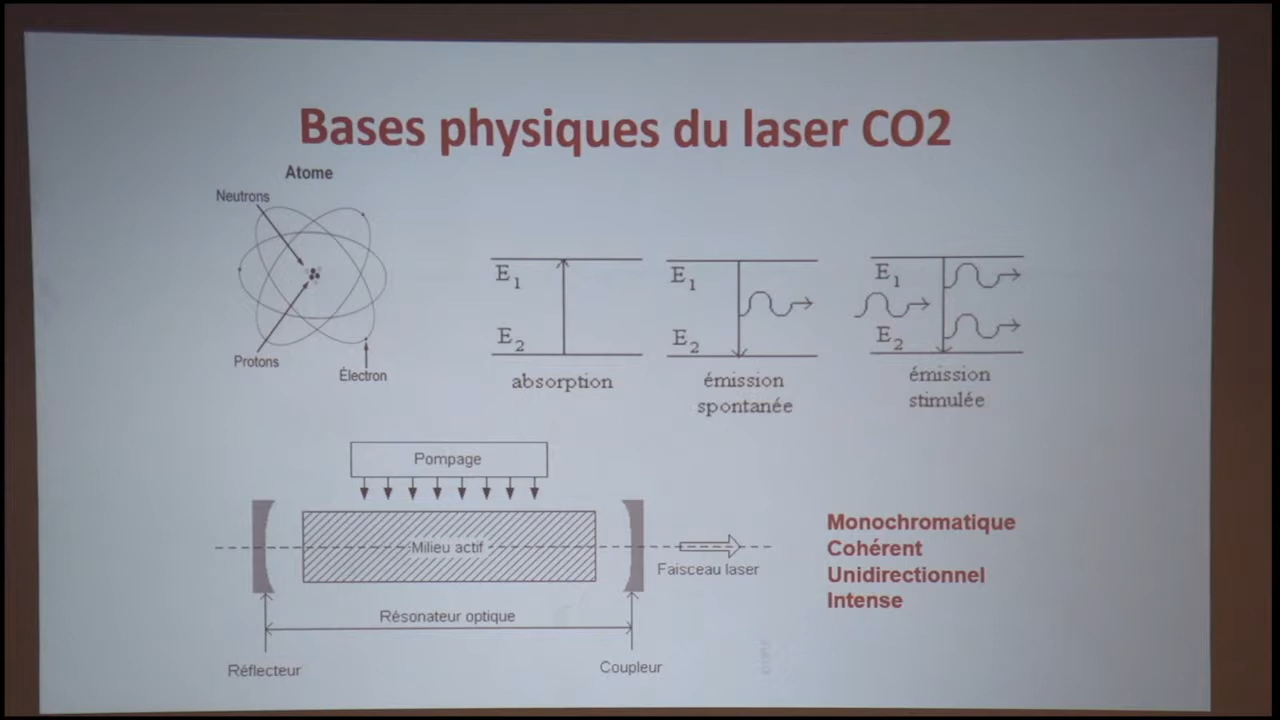 Bases physiques du laser CO2
Atome
Neutrons
Protons
Électron
E1
E2
absorption
E1
E2
émission
spontanée
E1
E2
émission
stimulée
Pompage
Milieu actif
Faisceau laser
Résonateur optique
Réflecteur
Coupleur
Monochromatique
Cohérent
Unidirectionnel
Intense